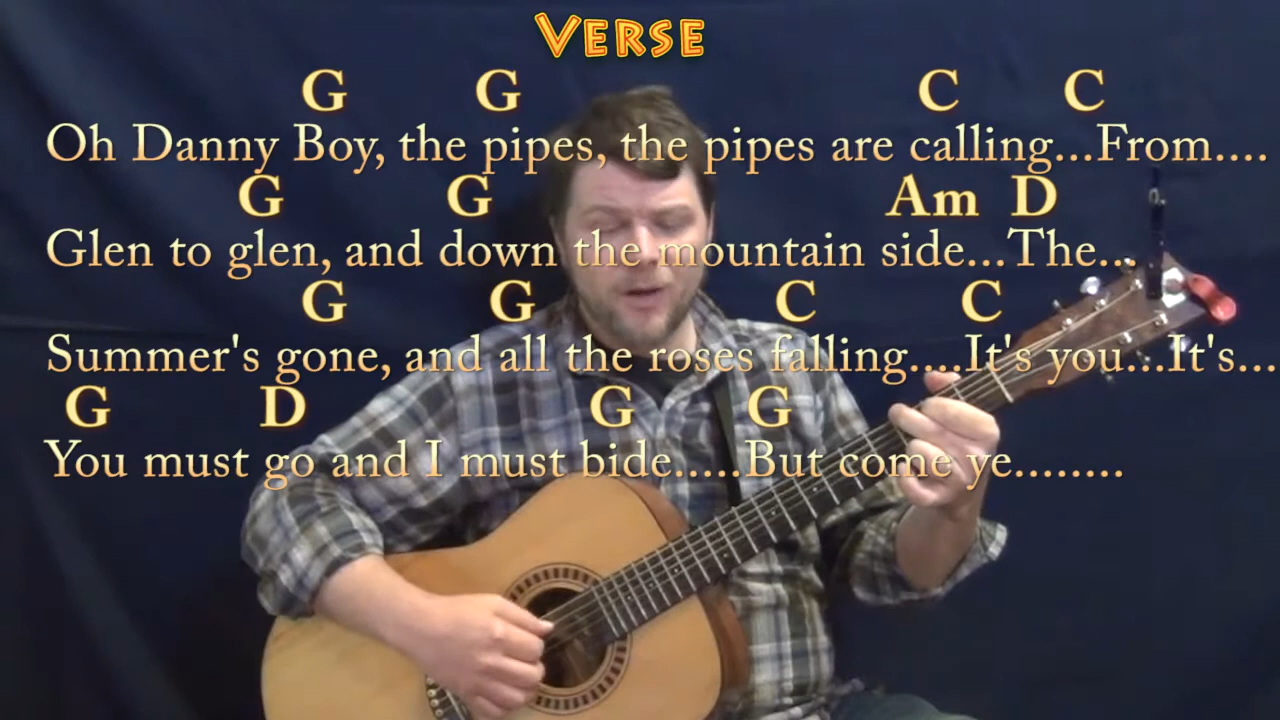 VERSE
G G C C
Oh Danny Boy, the pipes, the pipes are calling...From....
G G Am D
Glen to glen, and down the mountain side...The...
G G C C
Summer's gone, and all the roses falling....It's you...It's...
G D G G
You must go and I must bide.....But come ye........